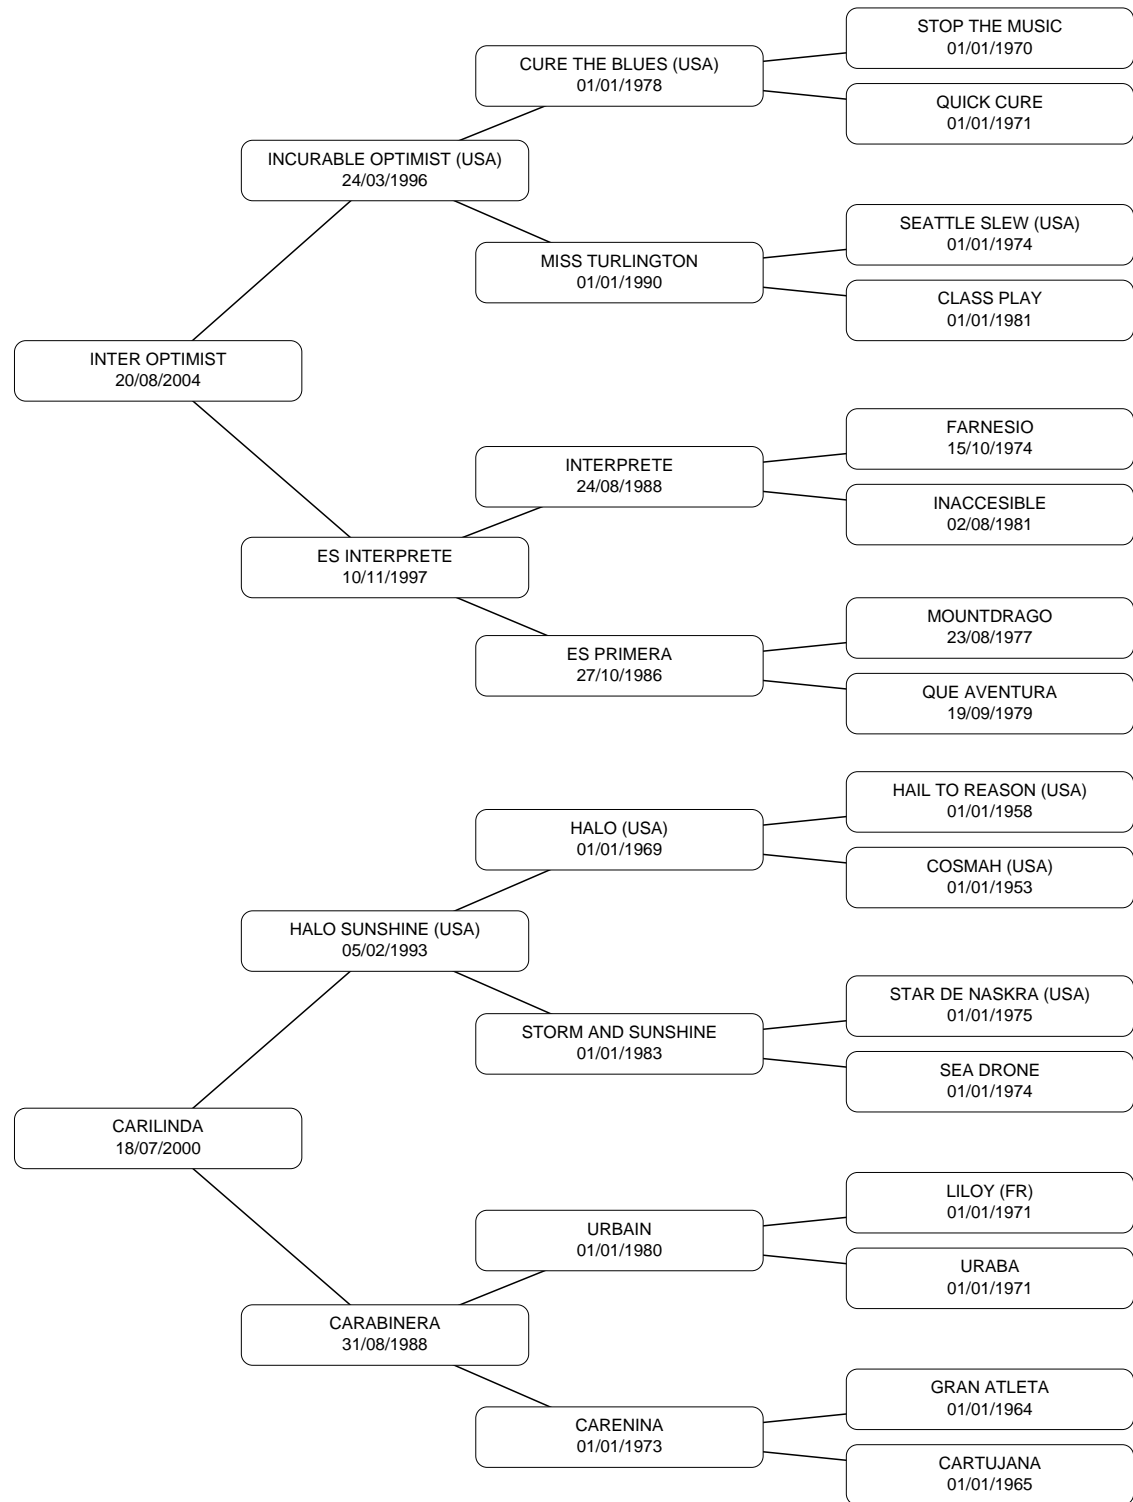 STOP THE MUSIC
01/01/1970
CURE THE BLUES (USA)
01/01/1978
QUICK CURE
01/01/1971
INCURABLE OPTIMIST (USA)
24/03/1996
SEATTLE SLEW (USA)
01/01/1974
MISS TURLINGTON
01/01/1990
CLASS PLAY
01/01/1981
INTER OPTIMIST
20/08/2004
FARNESIO
15/10/1974
INTERPRETE
24/08/1988
INACCESIBLE
02/08/1981
ES INTERPRETE
10/11/1997
MOUNTDRAGO
23/08/1977
ES PRIMERA
27/10/1986
QUE AVENTURA
19/09/1979
HAIL TO REASON (USA)
01/01/1958
HALO (USA)
01/01/1969
COSMAH (USA)
01/01/1953
HALO SUNSHINE (USA)
05/02/1993
STAR DE NASKRA (USA)
01/01/1975
STORM AND SUNSHINE
01/01/1983
SEA DRONE
01/01/1974
CARILINDA
18/07/2000
LILOY (FR)
01/01/1971
URBAIN
01/01/1980
URABA
01/01/1971
CARABINERA
31/08/1988
GRAN ATLETA
01/01/1964
CARENINA
01/01/1973
CARTUJANA
01/01/1965